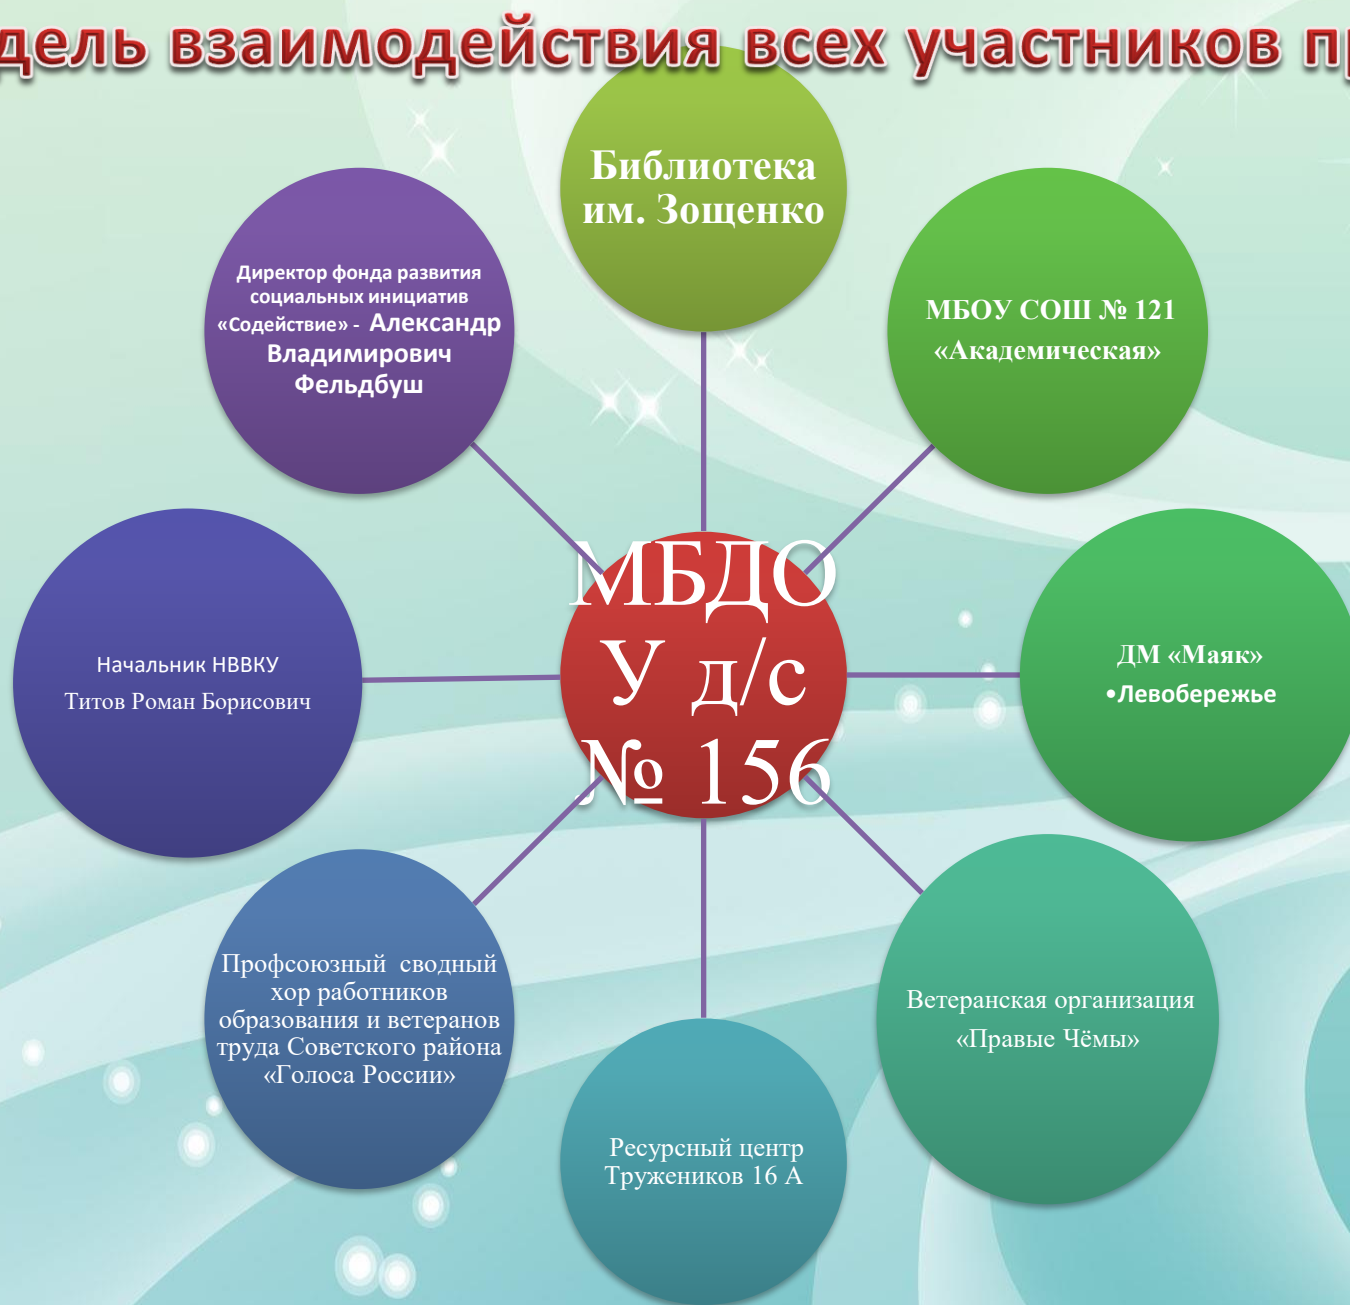 дель взаимодействия всех участников пр
Библиотека
им. Зощенко
МБОУ СОШ № 121
«Академическая»
ДМ «Маяк»
•Левобережье
Ветеранская организация
«Правые Чёмы»
Ресурсный центр
Тружеников 16 А
Профсоюзный сводный
хор работников
образования и ветеранов
труда Советского района
«Голоса России»
Начальник НВВКУ
Титов Роман Борисович
Директор фонда развития
социальных инициатив
«Содействие» - Александр
Владимирович
Фельдбуш
МБДО
У д/с
№ 156